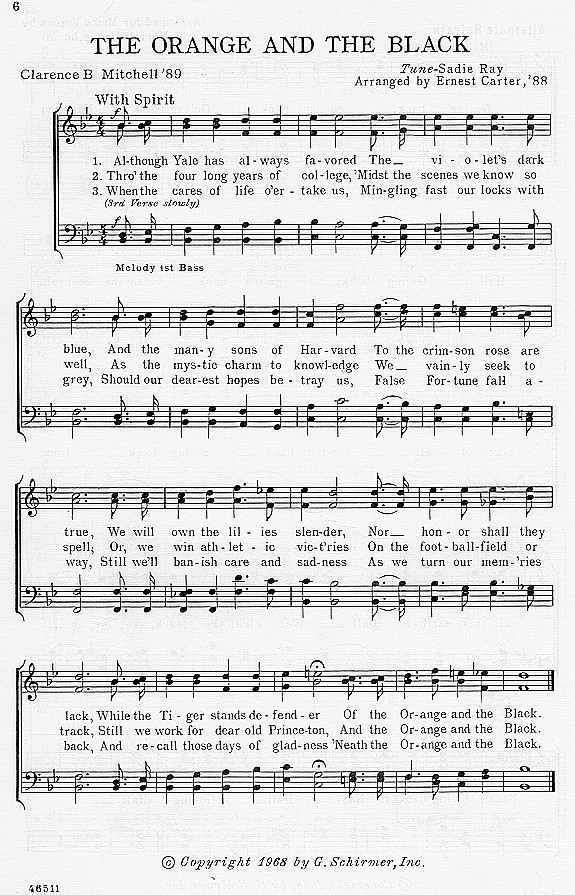 6
THE ORANGE AND THE BLACK
Clarence B Mitchell '89
Tune-Sadie Ray
Arranged by Ernest Carter, '88
With Spirit
1. Al-though Yale has al-ways fa-vored The vi-o-let's dark
2. Thro' the four long years of col-lege, 'Midst the scenes we know so
3. When the cares of life o'er-take us, Min-gling fast our locks with
(3rd Verse slowly)
Melody 1st Bass
blue, And the man-y sons of Har-vard To the crim-son rose are
well, As the mys-tic charm to knowl-edge We vain-ly seek to
grey, Should our dear-est hopes be-tray us, False For-tune fall a-
true, We will own the lil-ies slen-der, Nor hon-or shall they
spell; Or, we win ath-let-ic vic-t'ries On the foot-ball-field or
way, Still we'll ban-ish care and sad-ness As we turn our mem-'ries
lack, While the Ti-ger stands de-fend-er Of the Or-ange and the Black.
track, Still we work for dear old Prince-ton, And the Or-ange and the Black.
back, And re-call those days of glad-ness 'Neath the Or-ange and the Black.
© Copyright 1968 by G. Schirmer, Inc.
46511